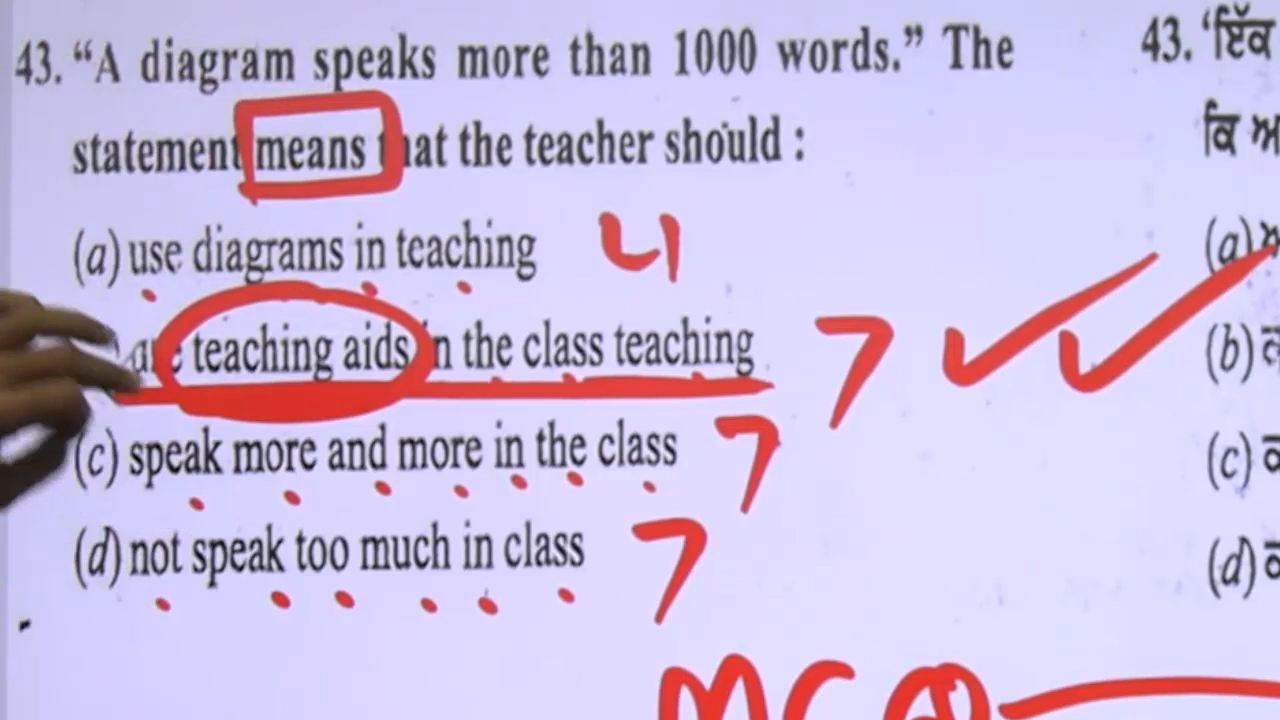 43. “A diagram speaks more than 1000 words.” The
statement means that the teacher should :
(a) use diagrams in teaching
teaching aids in the class teaching
(c) speak more and more in the class
(d) not speak too much in class
43. ‘ਇੱਕ
ਕਿ
(a)
(b)
(c)
(d)
MCQ